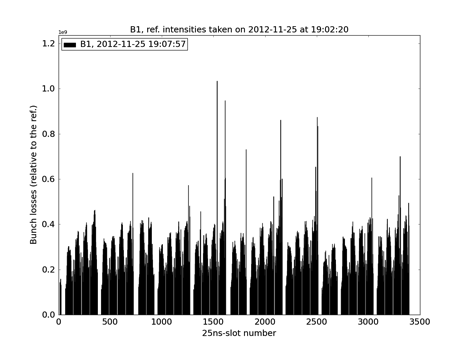 B1, ref. intensities taken on 2012-11-25 at 19:02:20
1e9
B1, 2012-11-25 19:07:57
1.2
1.0
0.8
0.6
0.4
0.2
0.0
Bunch losses (relative to the ref.)
0 500 1000 1500 2000 2500 3000 3500
25ns-slot number